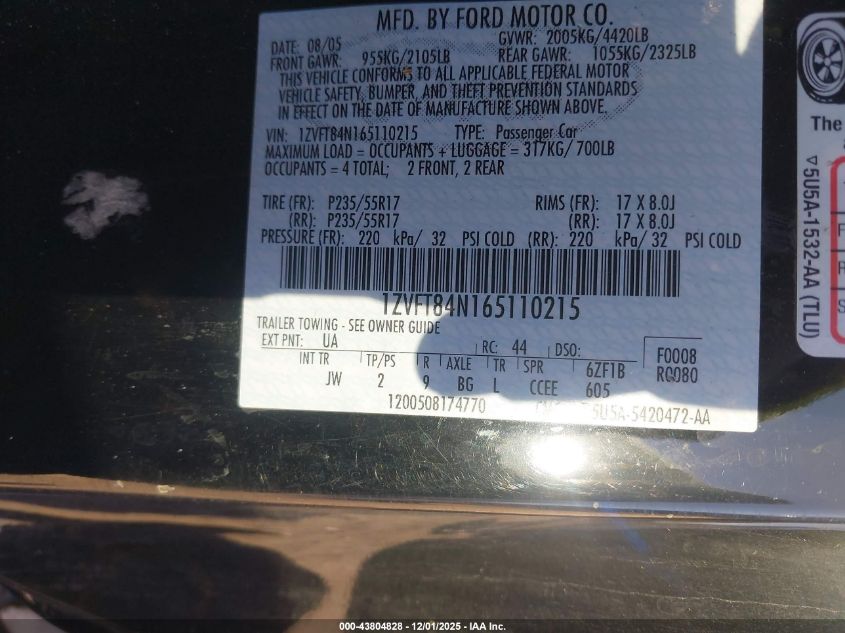 MFD. BY FORD MOTOR CO.
DATE: 08/05 GVWR: 2005KG/4420LB
FRONT GAWR: 955KG/2105LB REAR GAWR: 1055KG/2325LB
THIS VEHICLE CONFORMS TO ALL APPLICABLE FEDERAL MOTOR
VEHICLE SAFETY, BUMPER, AND THEFT PREVENTION STANDARDS
IN EFFECT ON THE DATE OF MANUFACTURE SHOWN ABOVE.
VIN: 1ZVFT84N165110215 TYPE: Passenger Car
MAXIMUM LOAD = OCCUPANTS + LUGGAGE = 317KG/700LB
OCCUPANTS = 4 TOTAL; 2 FRONT, 2 REAR
TIRE (FR): P235/55R17 RIMS (FR): 17 X 8.0J
(RR): P235/55R17 (RR): 17 X 8.0J
PRESSURE (FR): 220 kPa/ 32 PSI COLD (RR): 220 kPa/ 32 PSI COLD
1ZVFT84N165110215
TRAILER TOWING - SEE OWNER GUIDE
EXT PNT: UA RC: 44 DSO: F0008
INT TR TP/PS R AXLE TR SPR 6ZF1B R0080
JW 2 9 BG L CCEE 605
1200508174770 5U5A-5420472-AA
The
▽5U5A-1532-AA (TLU)
F
R
S
000-43804828 - 12/01/2025 - IAA Inc.